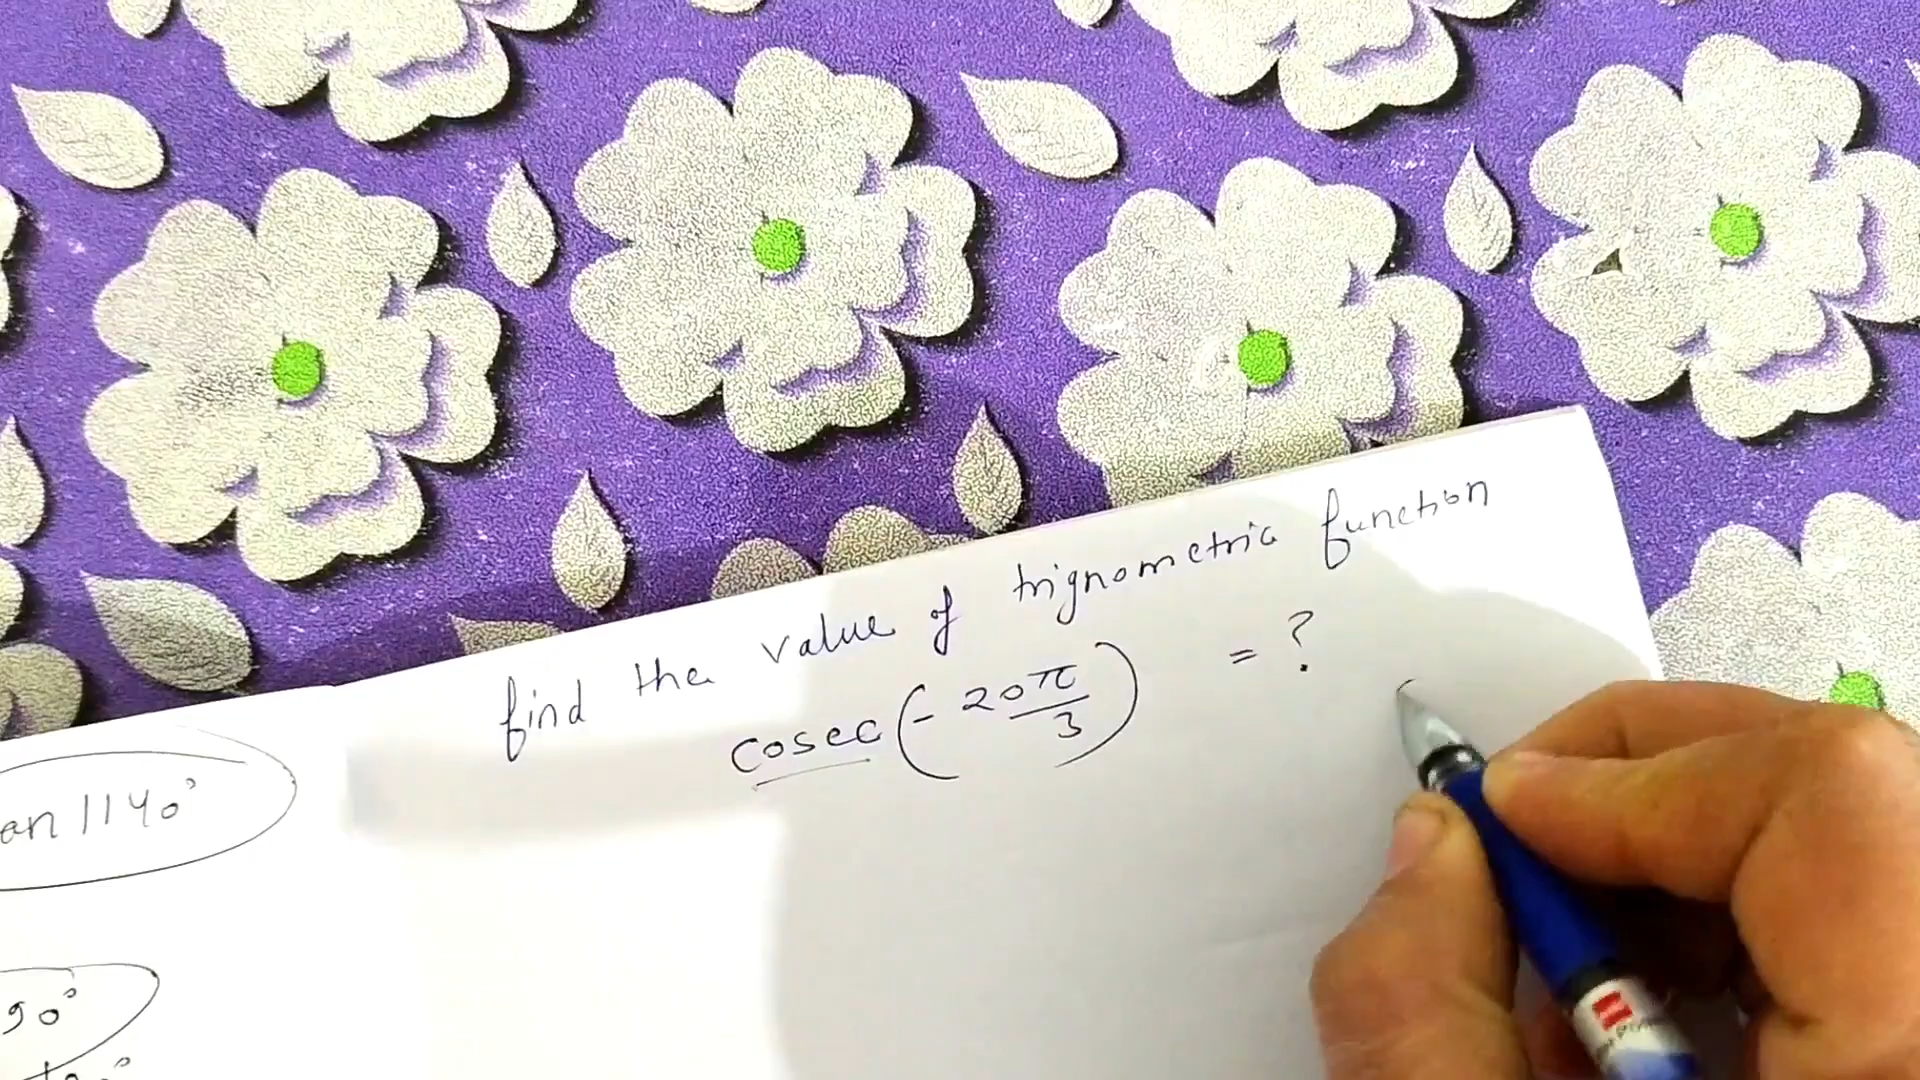 find the value of trignometric function
cosec (- 20π/3) = ?
an 1140°
90°